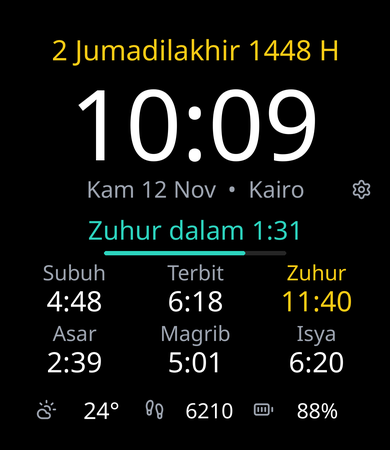 2 Jumadilakhir 1448 H
10:09
Kam 12 Nov • Kairo
Zuhur dalam 1:31
Subuh Terbit Zuhur
4:48 6:18 11:40
Asar Magrib Isya
2:39 5:01 6:20
24° 6210 88%